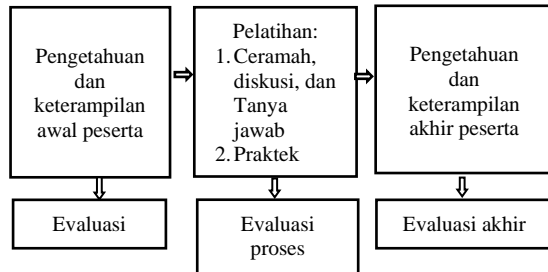 Pengetahuan
dan
keterampilan
awal peserta
Pelatihan:
1. Ceramah,
diskusi, dan
Tanya
jawab
2. Praktek
Pengetahuan
dan
keterampilan
akhir peserta
Evaluasi
Evaluasi
proses
Evaluasi akhir